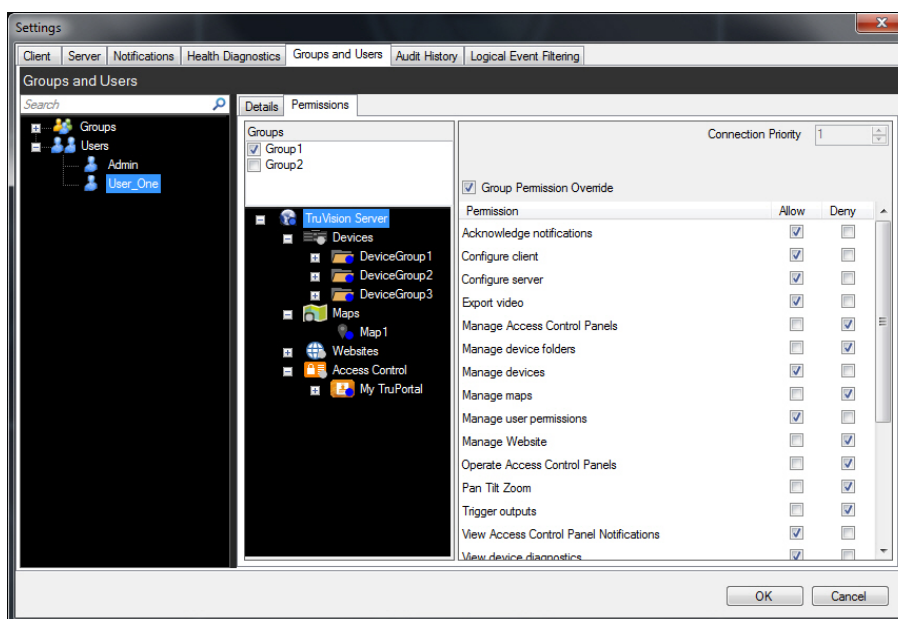 Settings
Client Server Notifications Health Diagnostics Groups and Users Audit History Logical Event Filtering
Groups and Users
Search
Groups
Users
Admin
User_One
Details Permissions
Groups
Group1
Group2
TruVision Server
Devices
DeviceGroup1
DeviceGroup2
DeviceGroup3
Maps
Map1
Websites
Access Control
My TruPortal
Connection Priority 1
Group Permission Override
Permission Allow Deny
Acknowledge notifications
Configure client
Configure server
Export video
Manage Access Control Panels
Manage device folders
Manage devices
Manage maps
Manage user permissions
Manage Website
Operate Access Control Panels
Pan Tilt Zoom
Trigger outputs
View Access Control Panel Notifications
View device diagnostics
OK Cancel